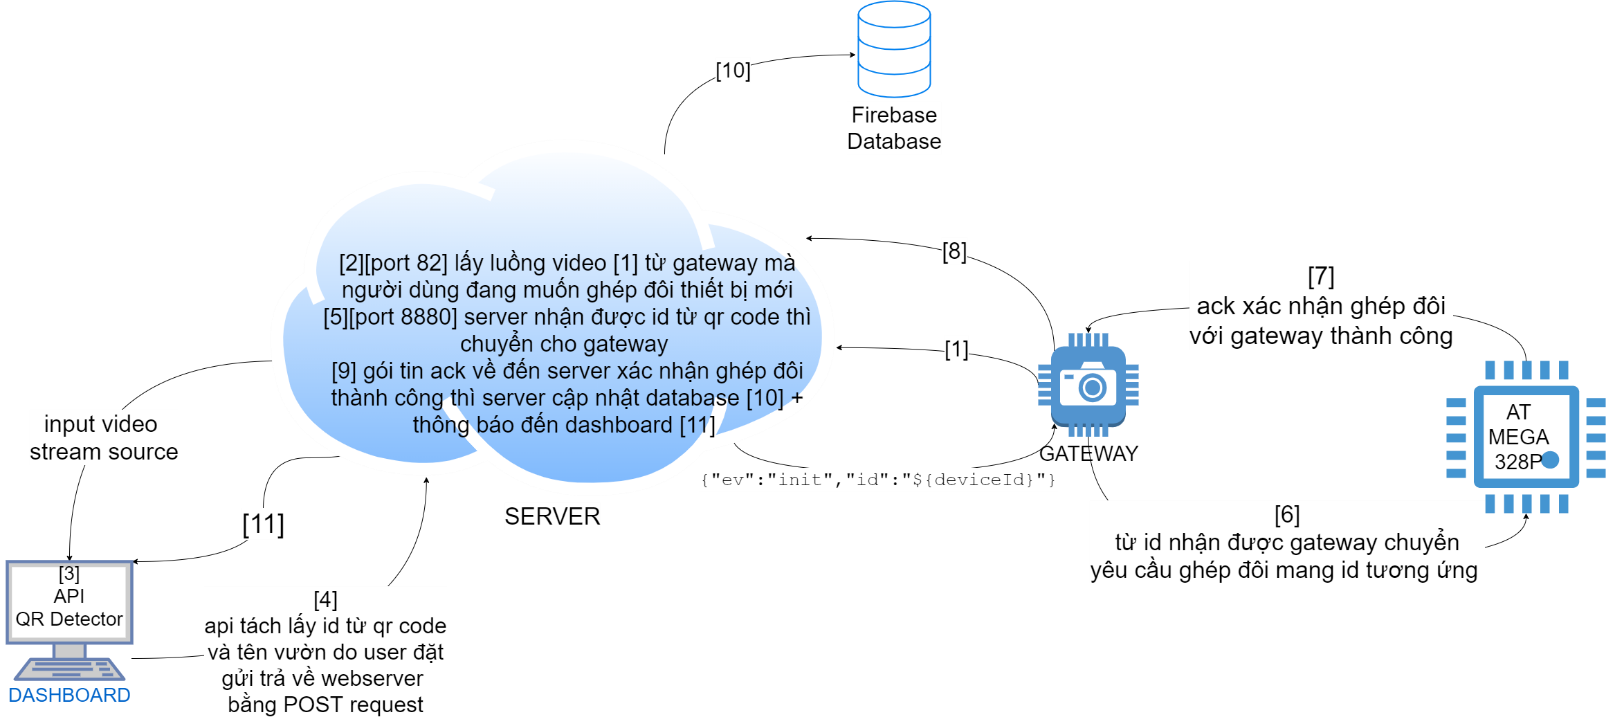 [10]
Firebase
Database
[2][port 82] lấy luồng video [1] từ gateway mà
người dùng đang muốn ghép đôi thiết bị mới
[5][port 8880] server nhận được id từ qr code thì
chuyển cho gateway
[9] gói tin ack về đến server xác nhận ghép đôi
thành công thì server cập nhật database [10] +
thông báo đến dashboard [11]
[8]
[1]
[7]
ack xác nhận ghép đôi
với gateway thành công
AT
MEGA
328P
GATEWAY
{"ev":"init","id":"${deviceId}"}
SERVER
[6]
từ id nhận được gateway chuyển
yêu cầu ghép đôi mang id tương ứng
input video
stream source
[11]
[3]
API
QR Detector
DASHBOARD
[4]
api tách lấy id từ qr code
và tên vườn do user đặt
gửi trả về webserver
bằng POST request